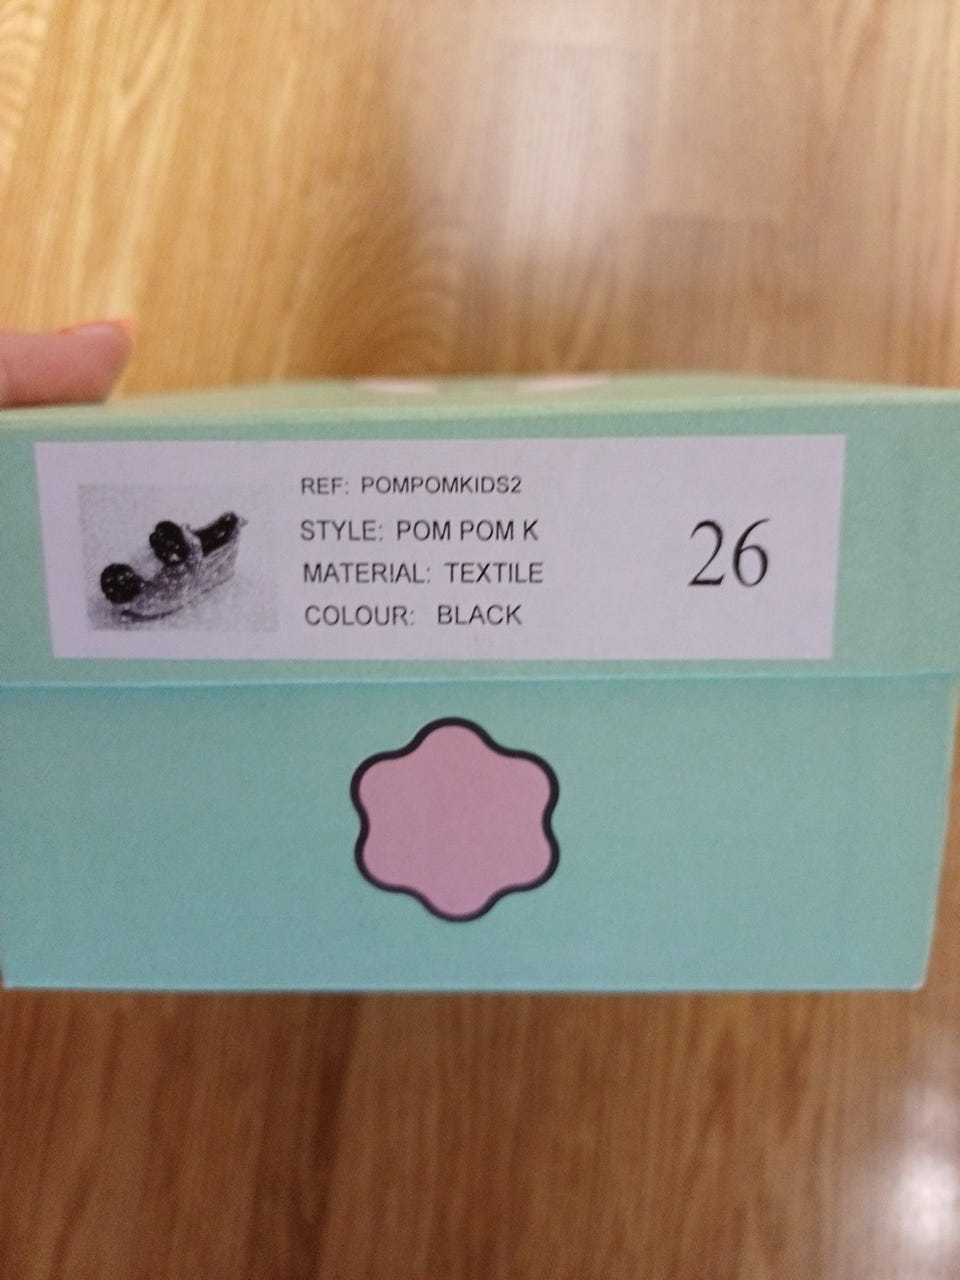 REF: POMPOMKIDS2
STYLE: POM POM K
MATERIAL: TEXTILE
COLOUR: BLACK
26